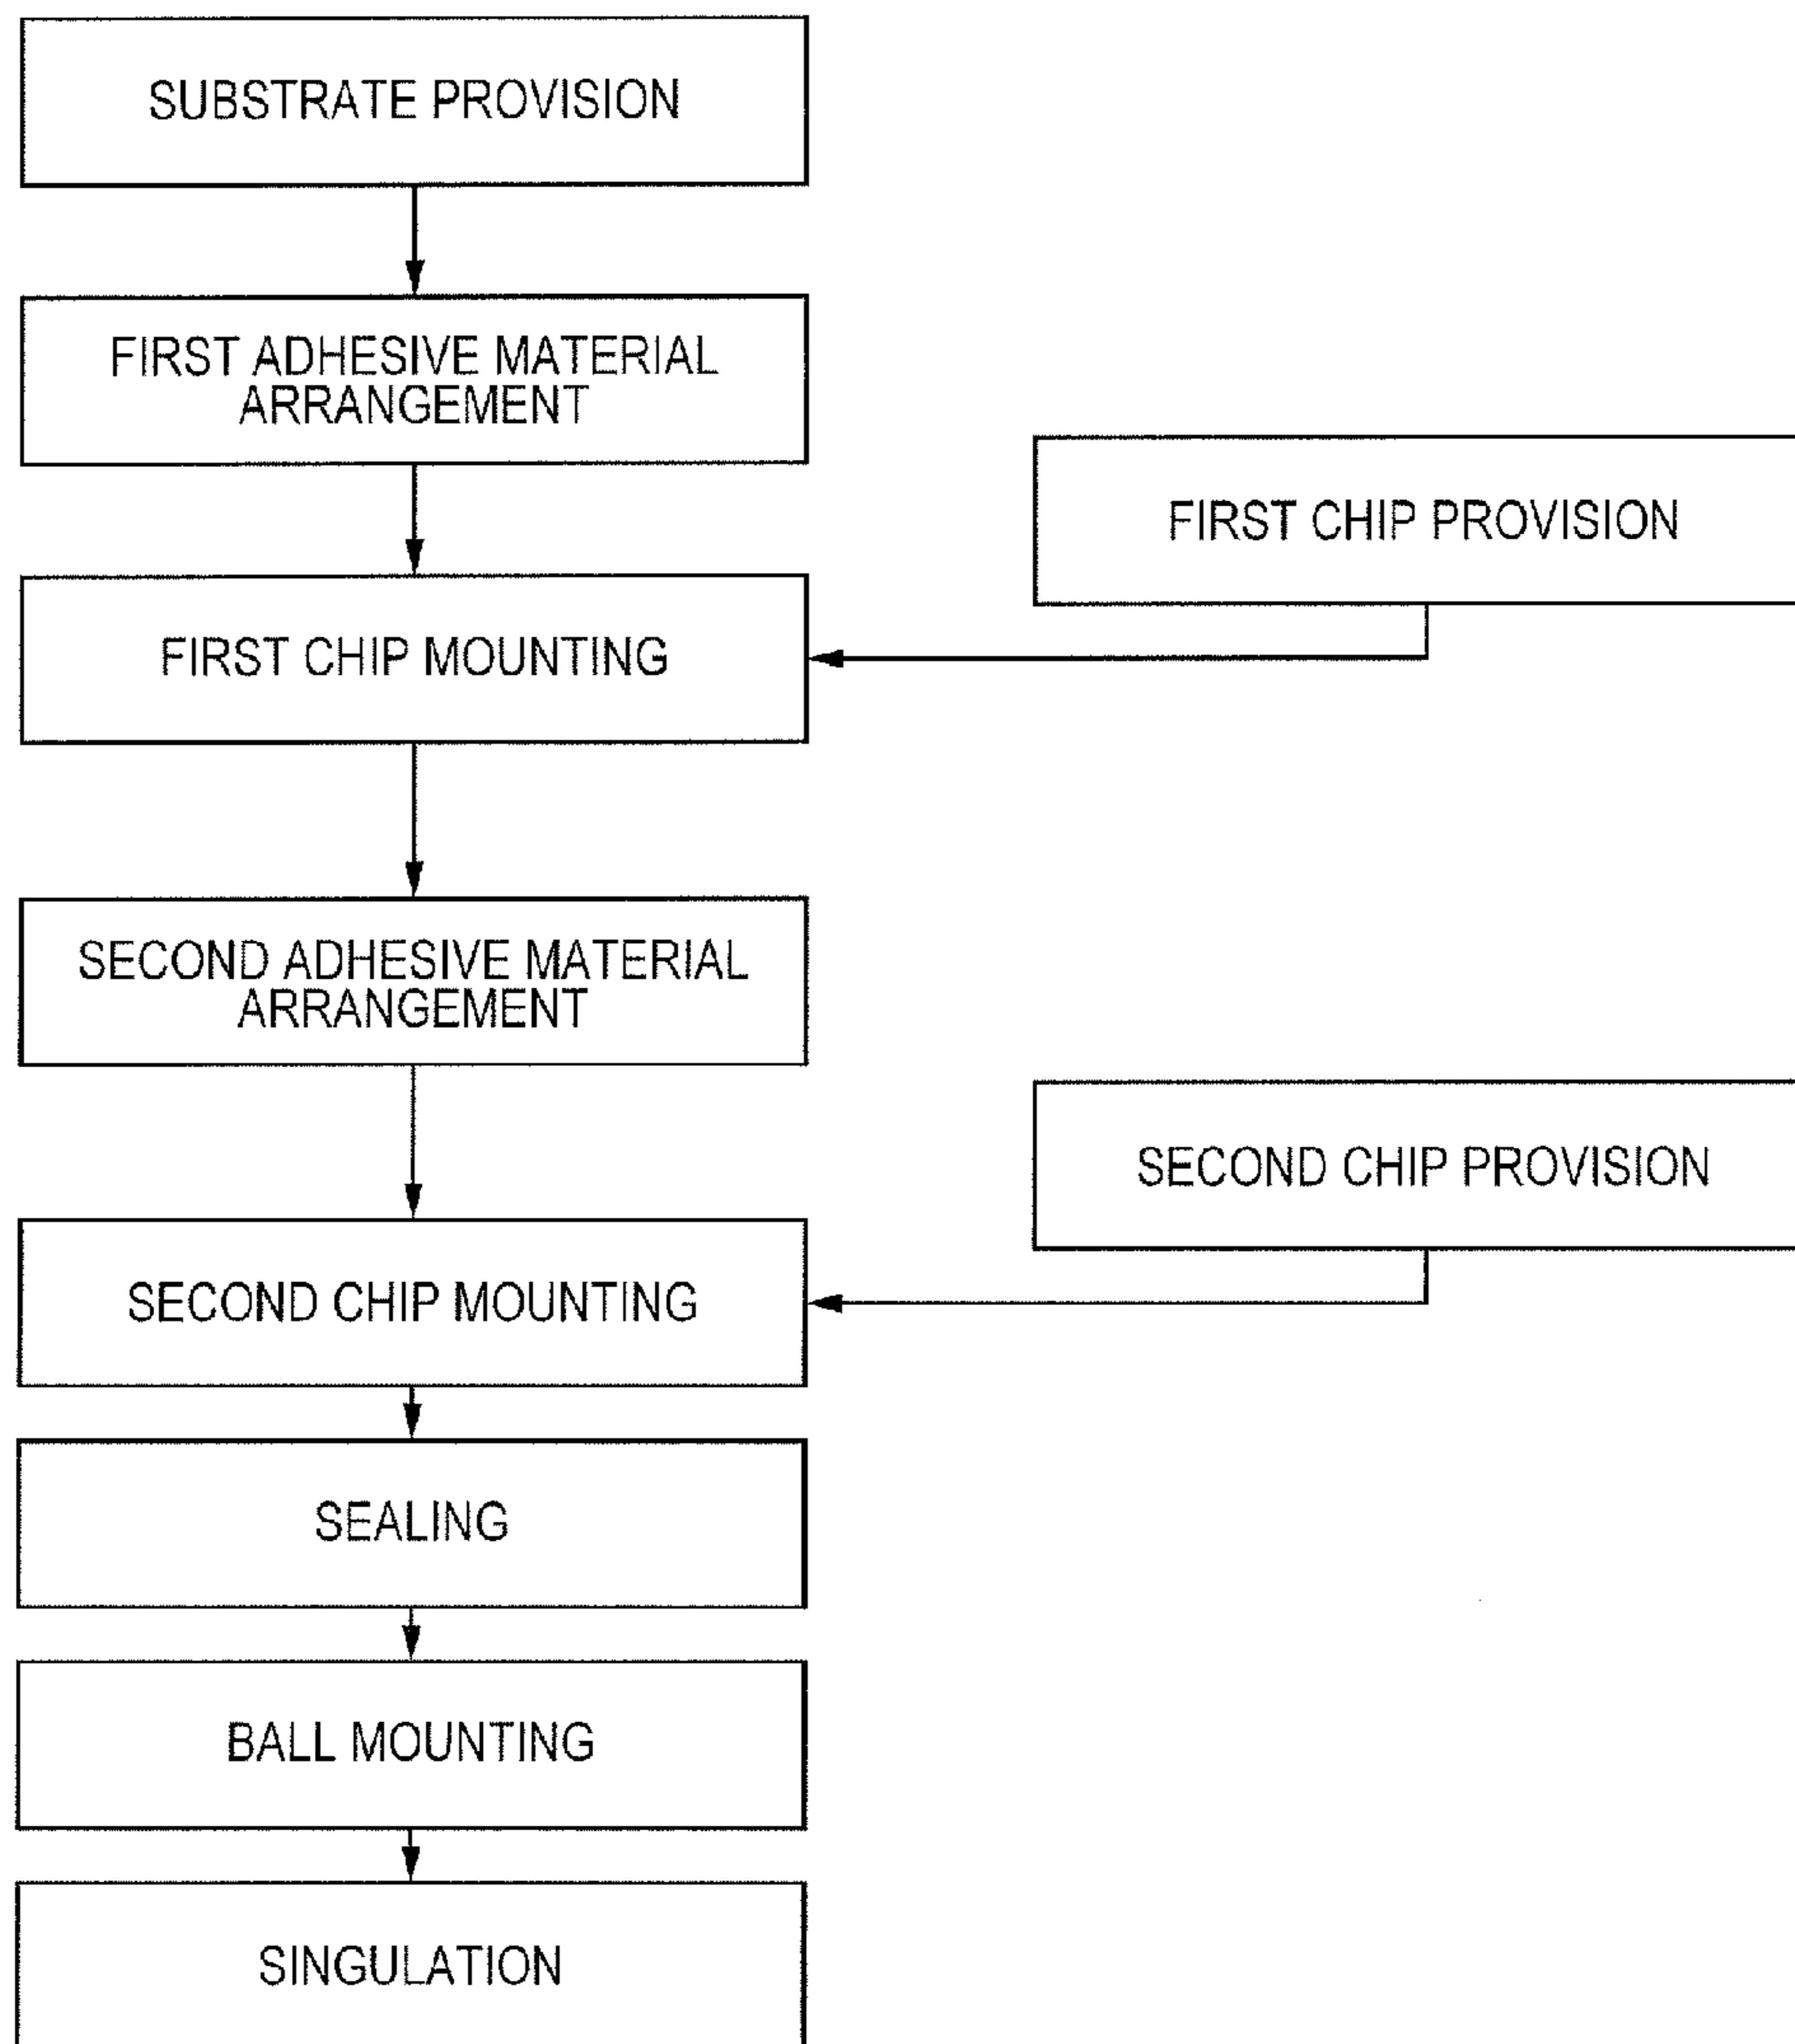 SUBSTRATE PROVISION
FIRST ADHESIVE MATERIAL
ARRANGEMENT
FIRST CHIP PROVISION
FIRST CHIP MOUNTING
SECOND ADHESIVE MATERIAL
ARRANGEMENT
SECOND CHIP PROVISION
SECOND CHIP MOUNTING
SEALING
BALL MOUNTING
SINGULATION